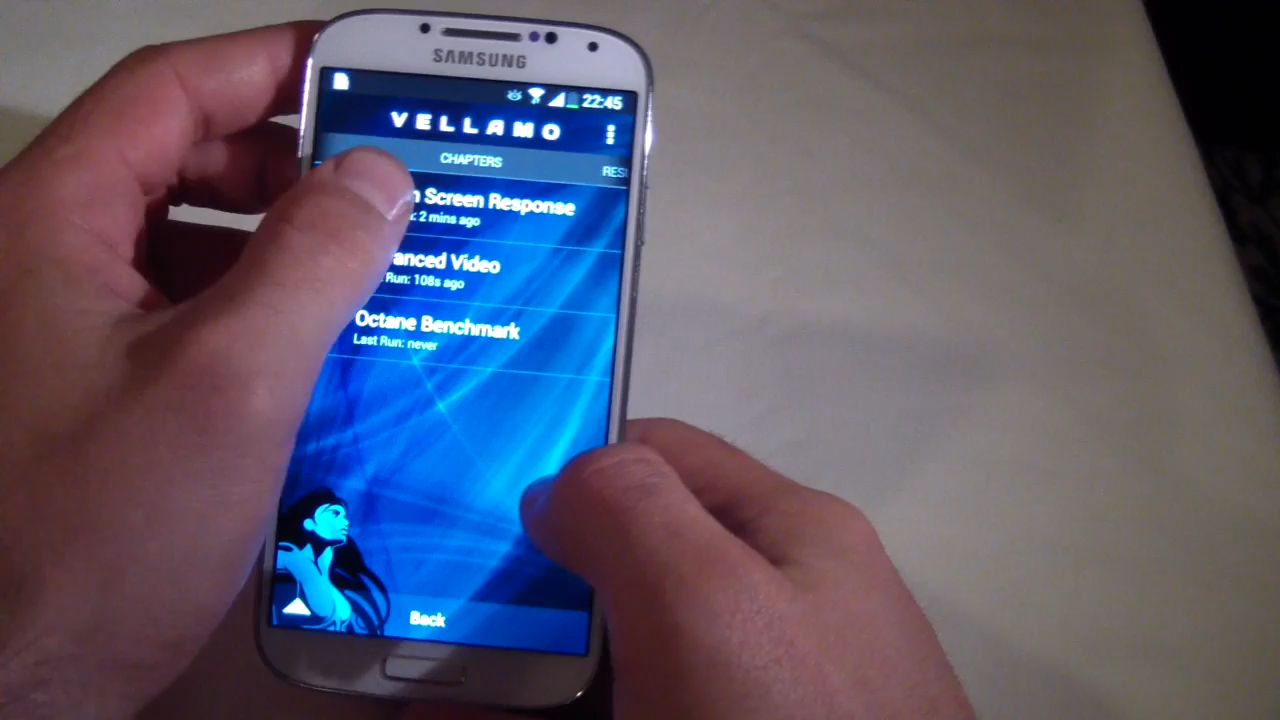 SAMSUNG
22:45
VELLAMO
CHAPTERS
RES
n Screen Response
: 2 mins ago
anced Video
Run: 108s ago
Octane Benchmark
Last Run: never
Back